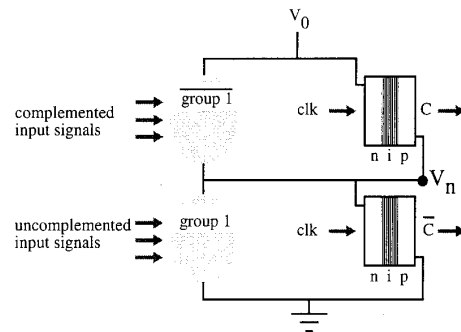 V0
group 1
complemented
input signals
clk
C
n i p
Vn
uncomplemented
input signals
group 1
clk
C
n i p